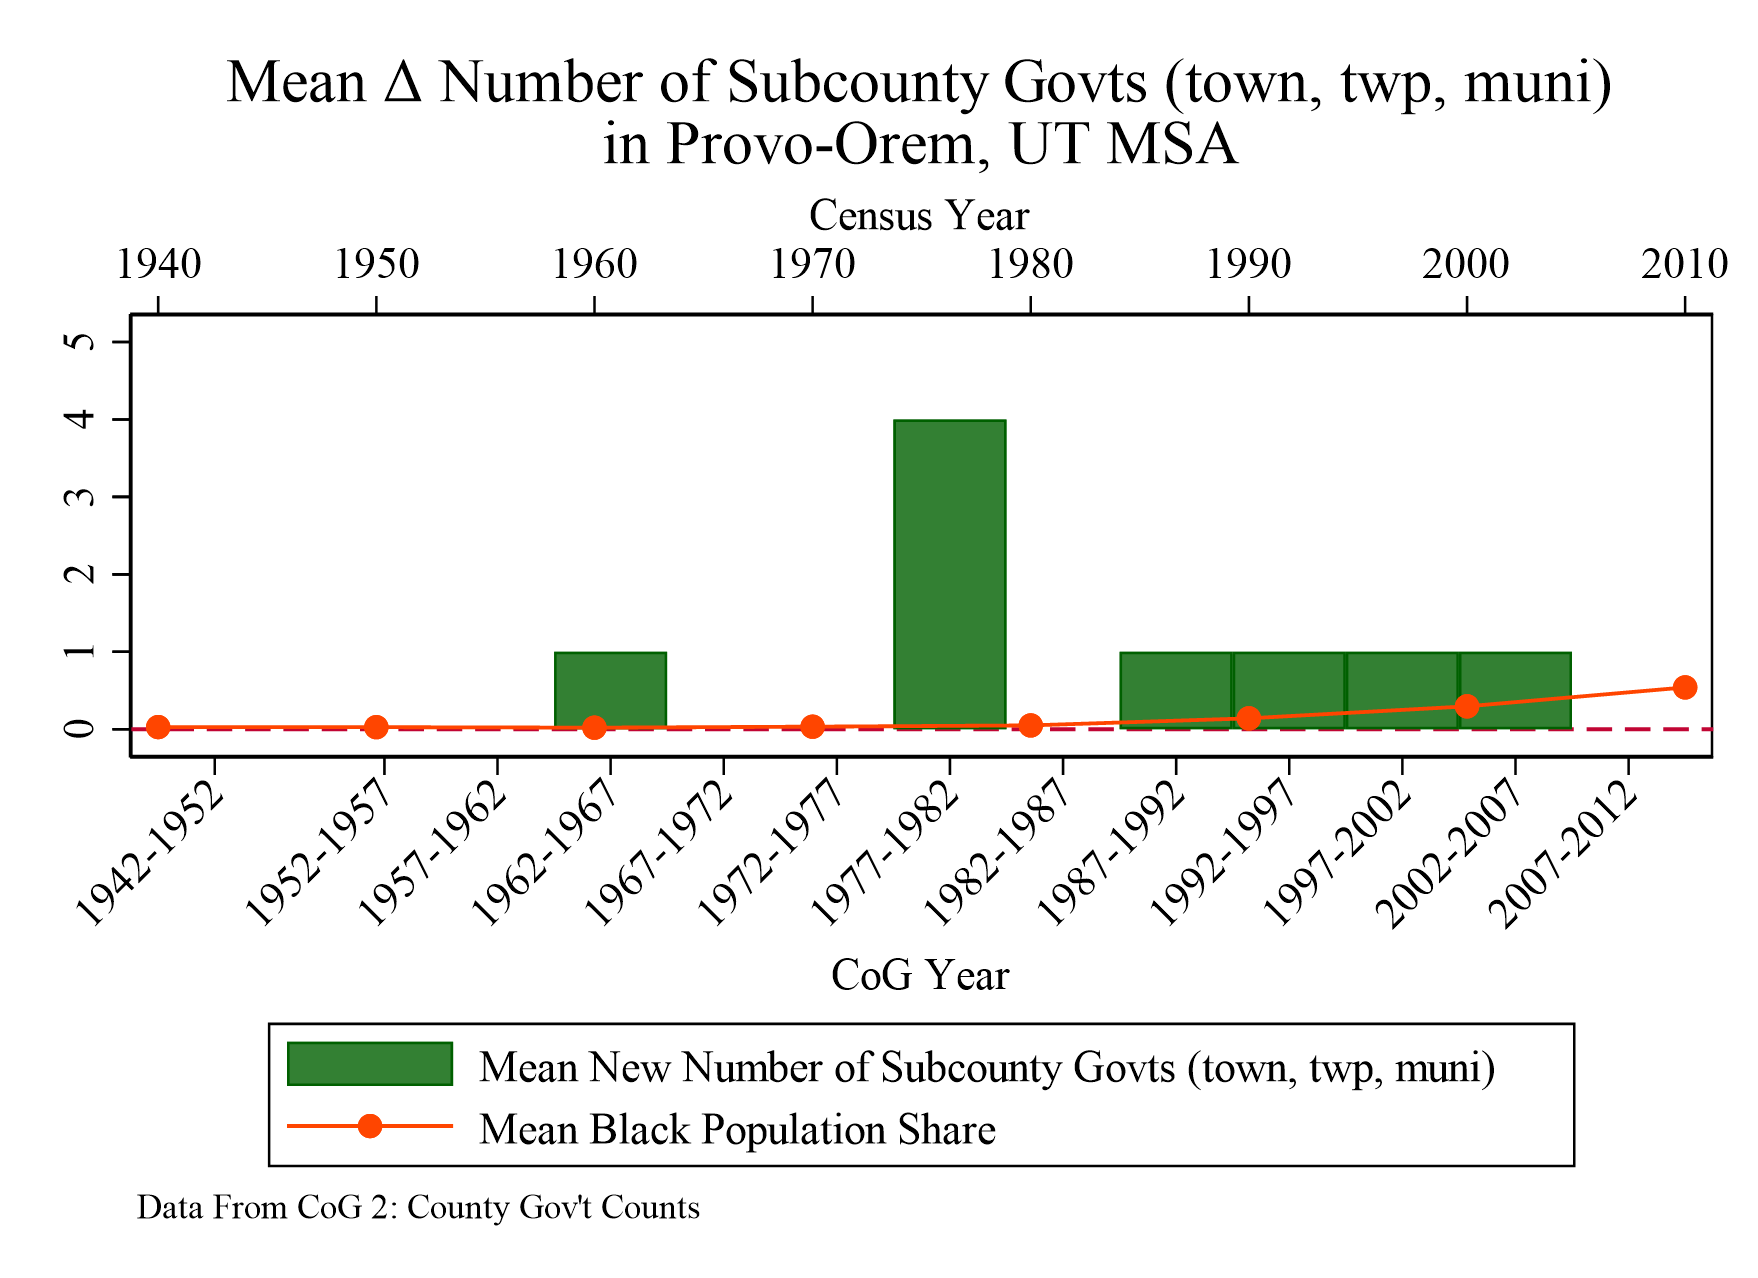 Mean Δ Number of Subcounty Govts (town, twp, muni)
in Provo-Orem, UT MSA
Census Year
1940 1950 1960 1970 1980 1990 2000 2010
5
4
3
2
1
0
1942-1952 1952-1957 1957-1962 1962-1967 1967-1972 1972-1977 1977-1982 1982-1987 1987-1992 1992-1997 1997-2002 2002-2007 2007-2012
CoG Year
Mean New Number of Subcounty Govts (town, twp, muni)
Mean Black Population Share
Data From CoG 2: County Gov't Counts